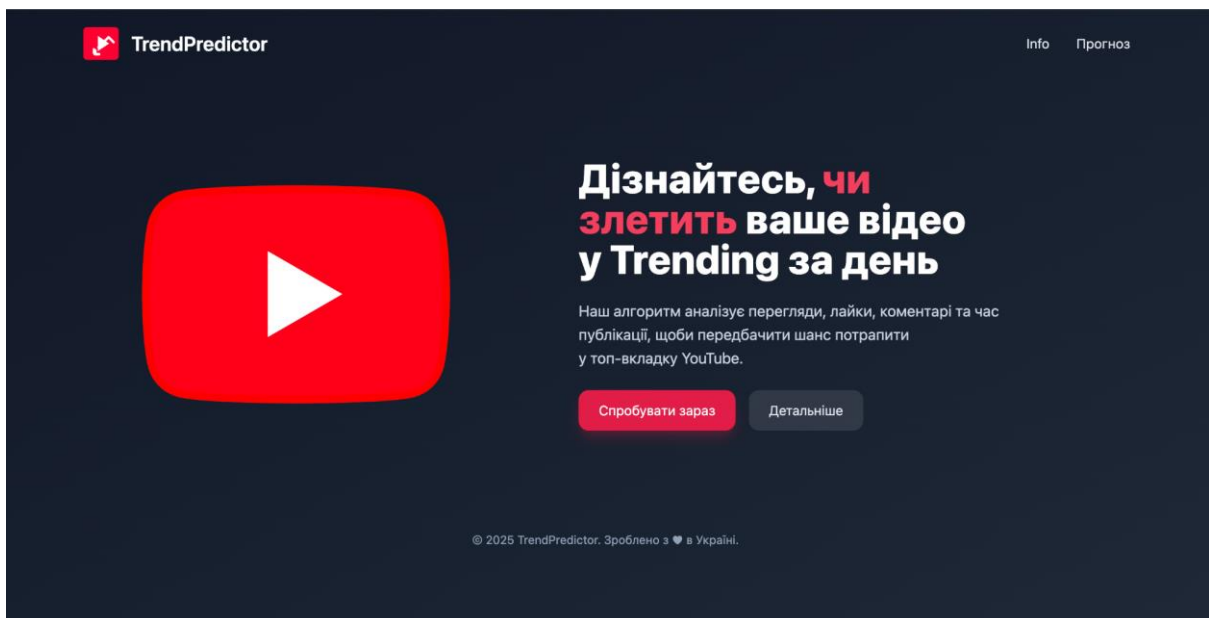 TrendPredictor
Info Прогноз
Дізнайтесь, чи
злетить ваше відео
у Trending за день
Наш алгоритм аналізує перегляди, лайки, коментарі та час
публікації, щоби передбачити шанс потрапити
у топ-вкладку YouTube.
Спробувати зараз Детальніше
© 2025 TrendPredictor. Зроблено з ♥ в Україні.